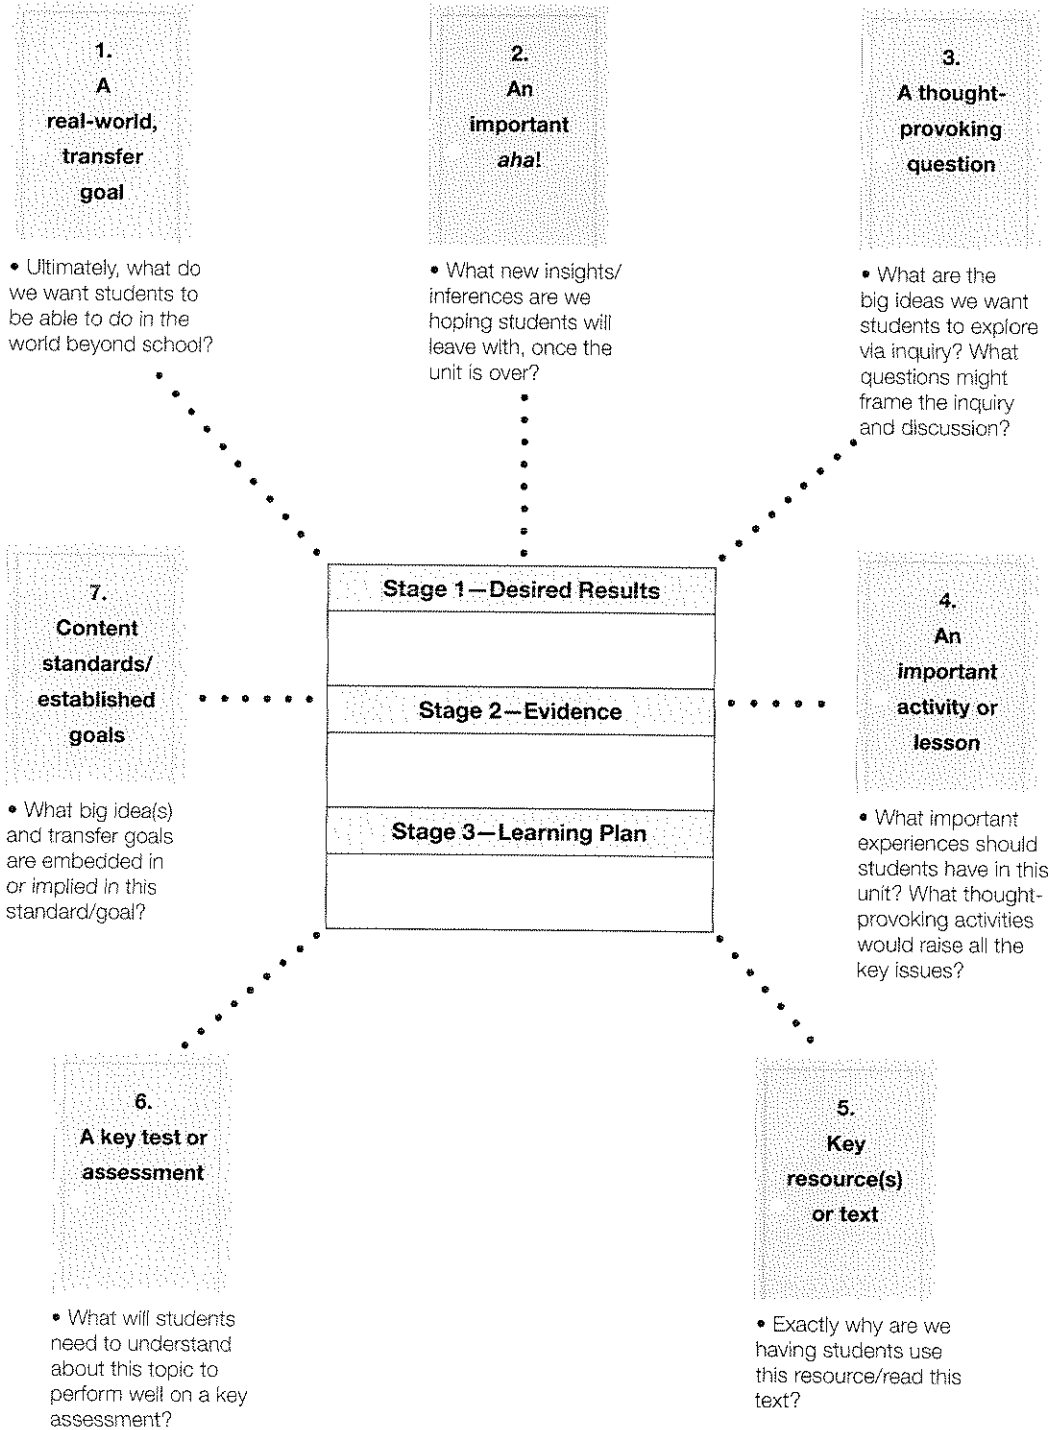 1.
A
real-world,
transfer
goal
• Ultimately, what do
we want students to
be able to do in the
world beyond school?
2.
An
important
aha!
• What new insights/
inferences are we
hoping students will
leave with, once the
unit is over?
3.
A thought-
provoking
question
• What are the
big ideas we want
students to explore
via inquiry? What
questions might
frame the inquiry
and discussion?
7.
Content
standards/
established
goals
• What big idea(s)
and transfer goals
are embedded in
or implied in this
standard/goal?
Stage 1—Desired Results
Stage 2—Evidence
Stage 3—Learning Plan
4.
An
important
activity or
lesson
• What important
experiences should
students have in this
unit? What thought-
provoking activities
would raise all the
key issues?
6.
A key test or
assessment
• What will students
need to understand
about this topic to
perform well on a key
assessment?
5.
Key
resource(s)
or text
• Exactly why are we
having students use
this resource/read this
text?